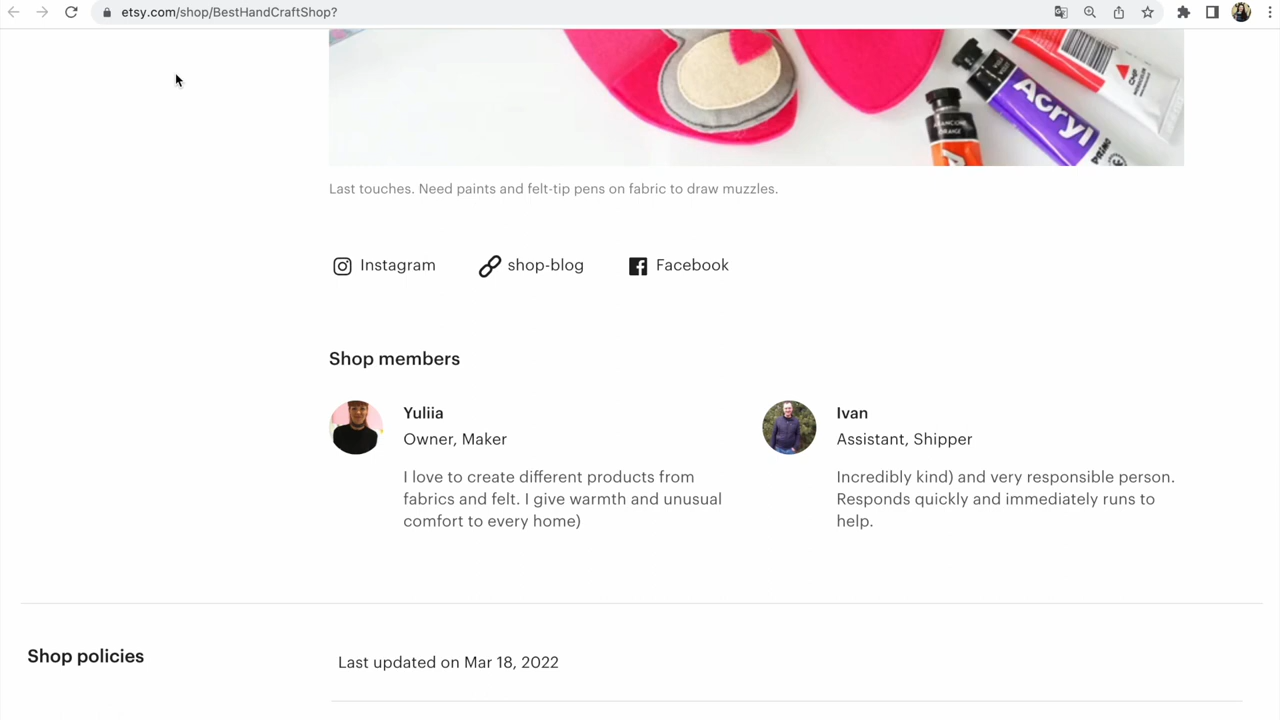 etsy.com/shop/BestHandCraftShop?
Acryl
PRIMO
Last touches. Need paints and felt-tip pens on fabric to draw muzzles.
Instagram
shop-blog
Facebook
Shop members
Yuliia
Owner, Maker
I love to create different products from
fabrics and felt. I give warmth and unusual
comfort to every home)
Ivan
Assistant, Shipper
Incredibly kind) and very responsible person.
Responds quickly and immediately runs to
help.
Shop policies
Last updated on Mar 18, 2022